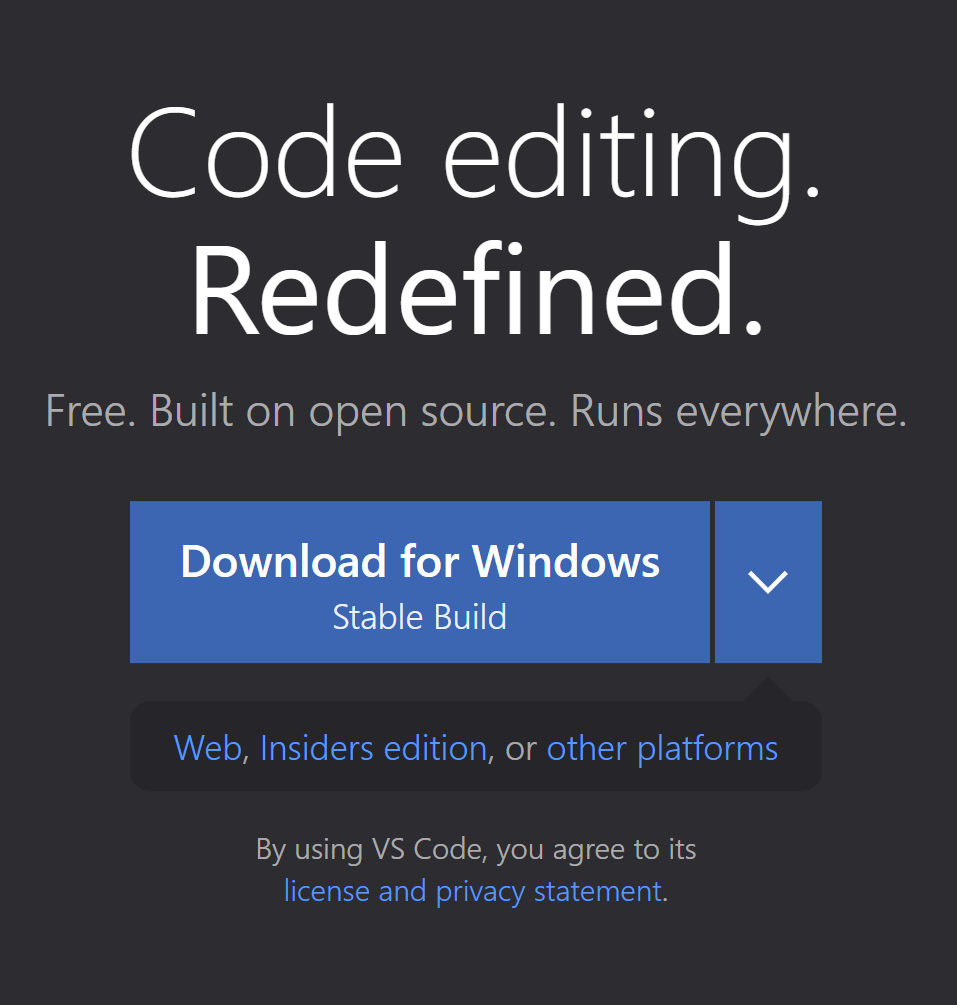 Code editing.
Redefined.
Free. Built on open source. Runs everywhere.
Download for Windows
Stable Build
Web, Insiders edition, or other platforms
By using VS Code, you agree to its
license and privacy statement.